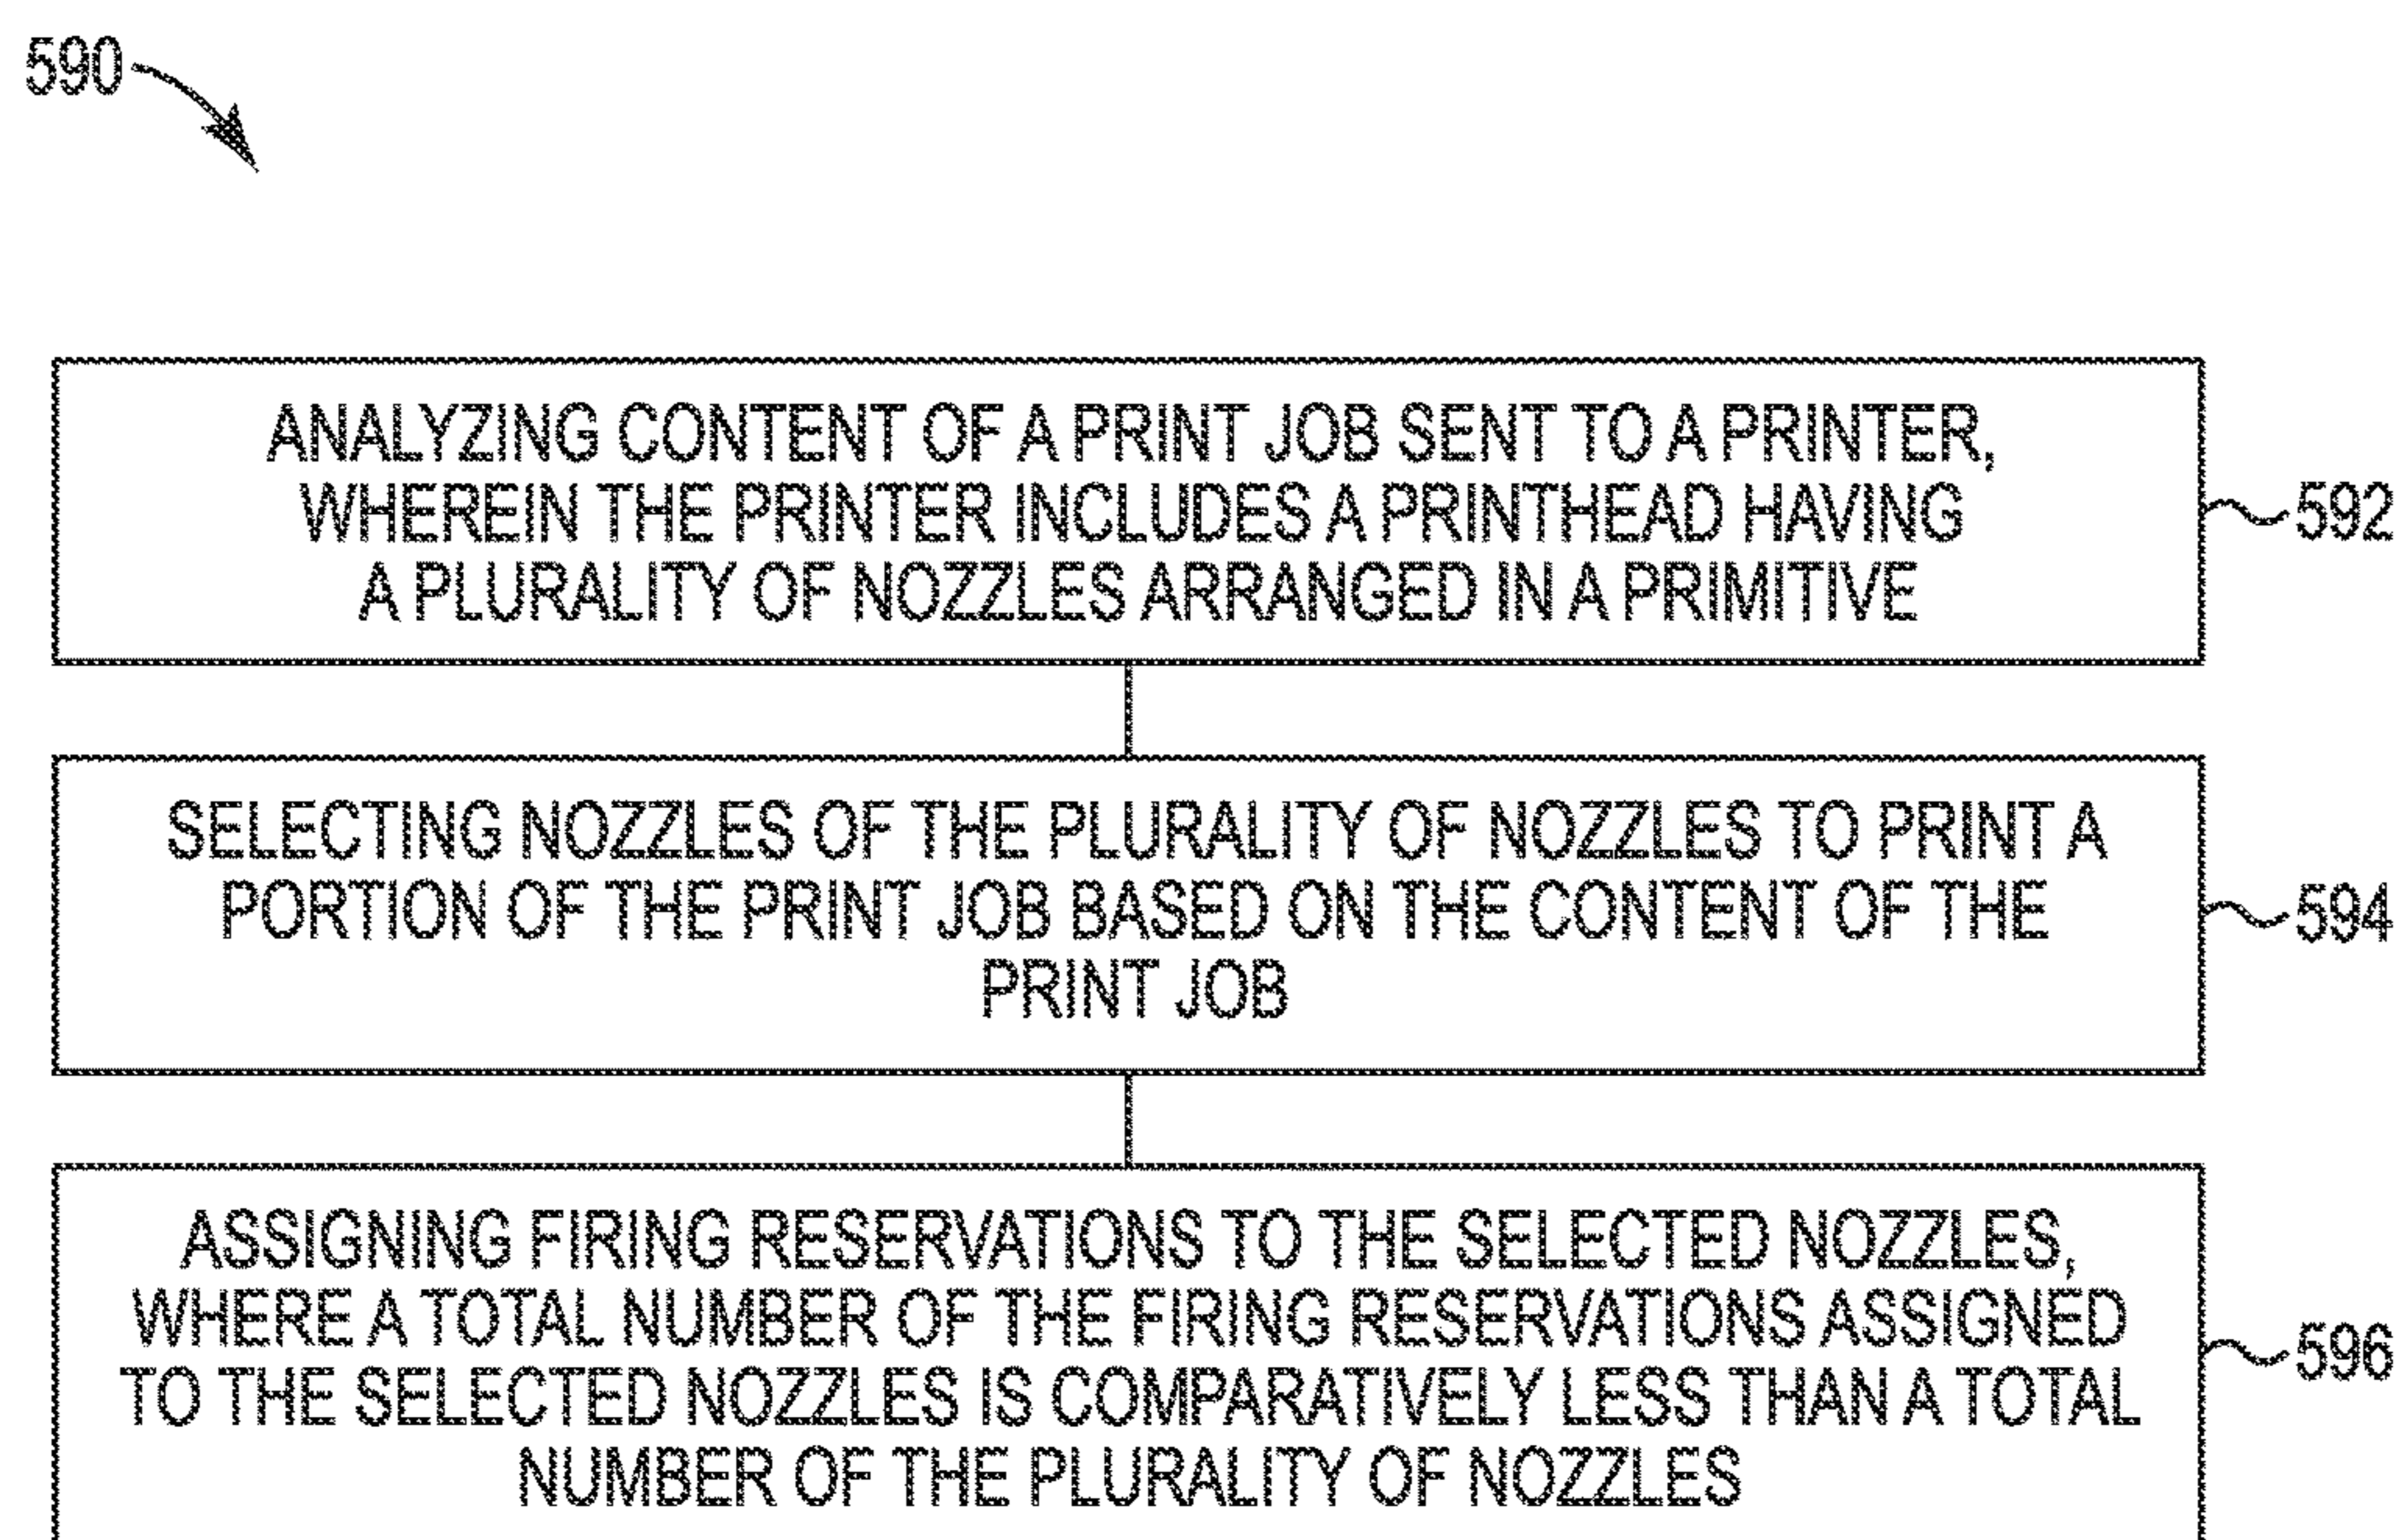 590
ANALYZING CONTENT OF A PRINT JOB SENT TO A PRINTER,
WHEREIN THE PRINTER INCLUDES A PRINTHEAD HAVING
A PLURALITY OF NOZZLES ARRANGED IN A PRIMITIVE
592
SELECTING NOZZLES OF THE PLURALITY OF NOZZLES TO PRINT A
PORTION OF THE PRINT JOB BASED ON THE CONTENT OF THE
PRINT JOB
594
ASSIGNING FIRING RESERVATIONS TO THE SELECTED NOZZLES,
WHERE A TOTAL NUMBER OF THE FIRING RESERVATIONS ASSIGNED
TO THE SELECTED NOZZLES IS COMPARATIVELY LESS THAN A TOTAL
NUMBER OF THE PLURALITY OF NOZZLES
596